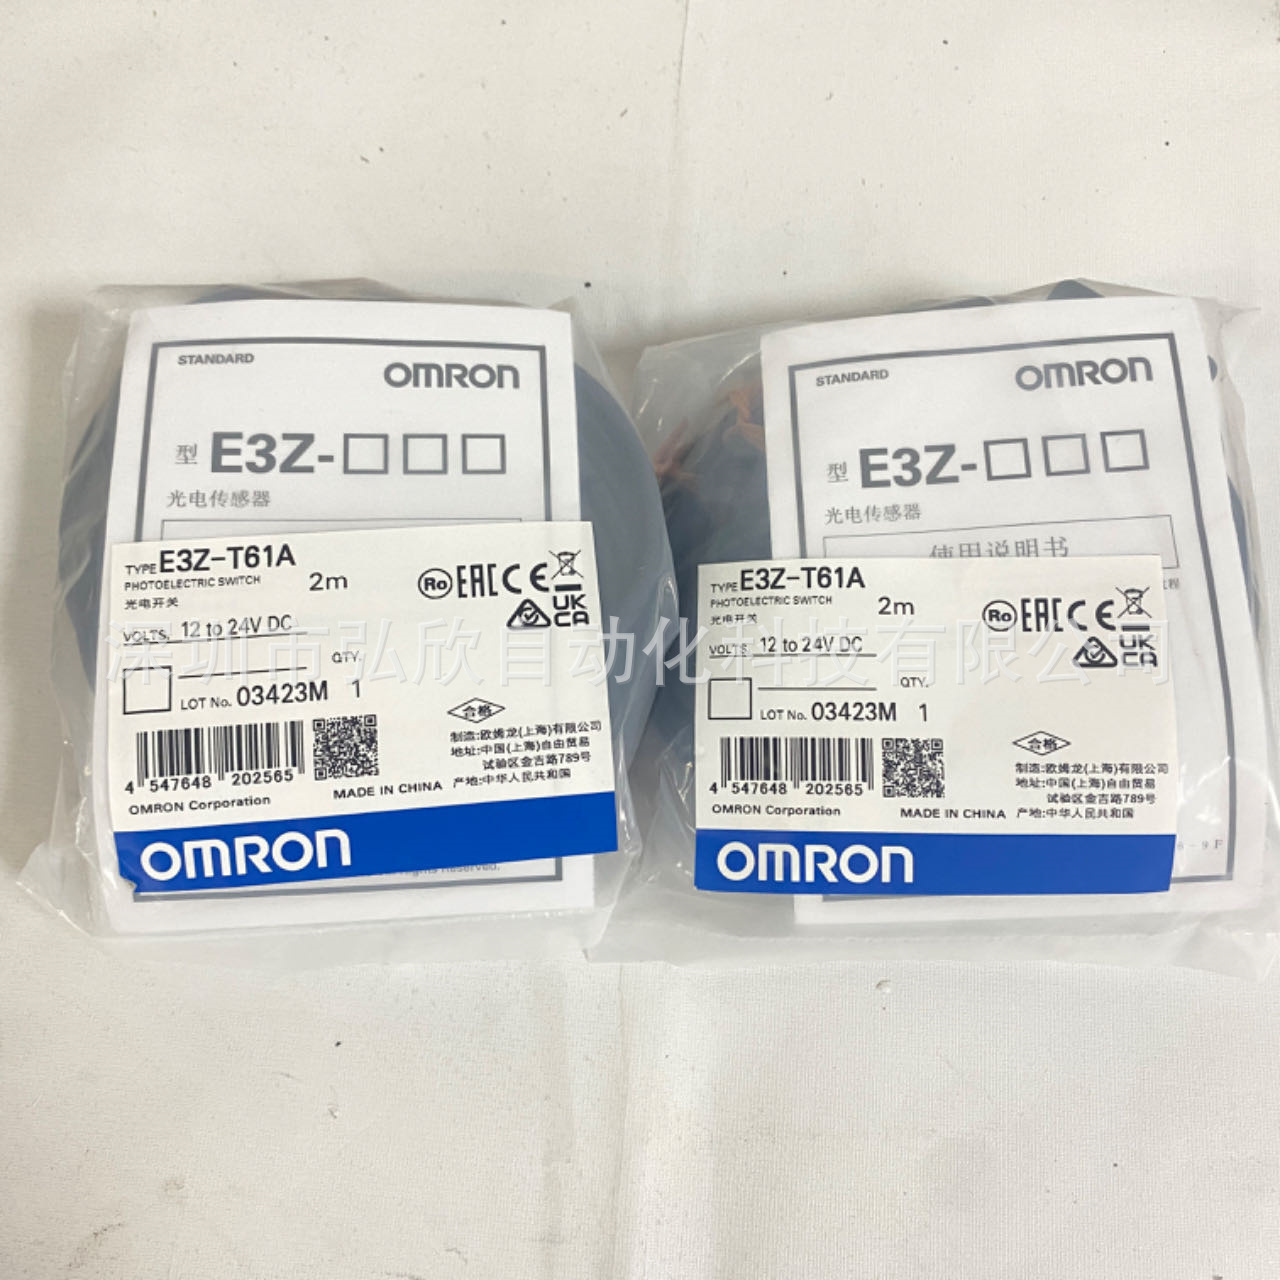 STANDARD
OMRON
型 E3Z-□□□
光电传感器
TYPE E3Z-T61A
PHOTOELECTRIC SWITCH
光电开关
2m
EAC CE
UK
CA
VOLTS. 12 to 24V DC
QTY.
LOT No. 03423M 1
合格
制造:欧姆龙(上海)有限公司
地址:中国(上海)自由贸易
试验区金吉路789号
产地:中华人民共和国
4 547648 202565
OMRON Corporation
MADE IN CHINA
OMRON
STANDARD
OMRON
型 E3Z-□□□
光电传感器
使用说明书
TYPE E3Z-T61A
PHOTOELECTRIC SWITCH
光电开关
2m
EAC CE
UK
CA
VOLTS. 12 to 24V DC
QTY.
LOT No. 03423M 1
合格
制造:欧姆龙(上海)有限公司
地址:中国(上海)自由贸易
试验区金吉路789号
产地:中华人民共和国
4 547648 202565
OMRON Corporation
MADE IN CHINA
OMRON
深圳市弘欣自动化科技有限公司